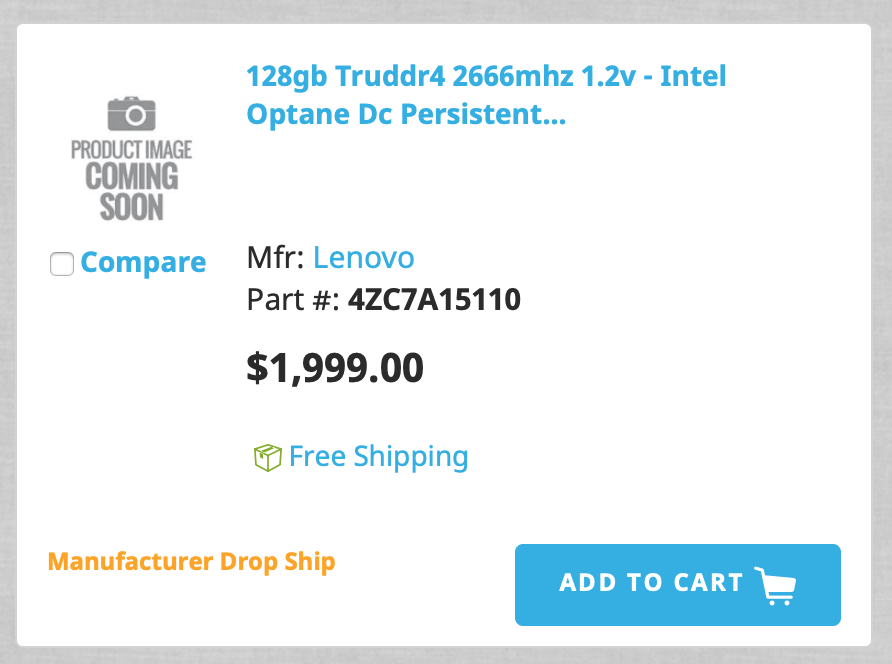 128gb Truddr4 2666mhz 1.2v - Intel
Optane Dc Persistent...
PRODUCT IMAGE
COMING
SOON
Compare
Mfr: Lenovo
Part #: 4ZC7A15110
$1,999.00
Free Shipping
Manufacturer Drop Ship
ADD TO CART